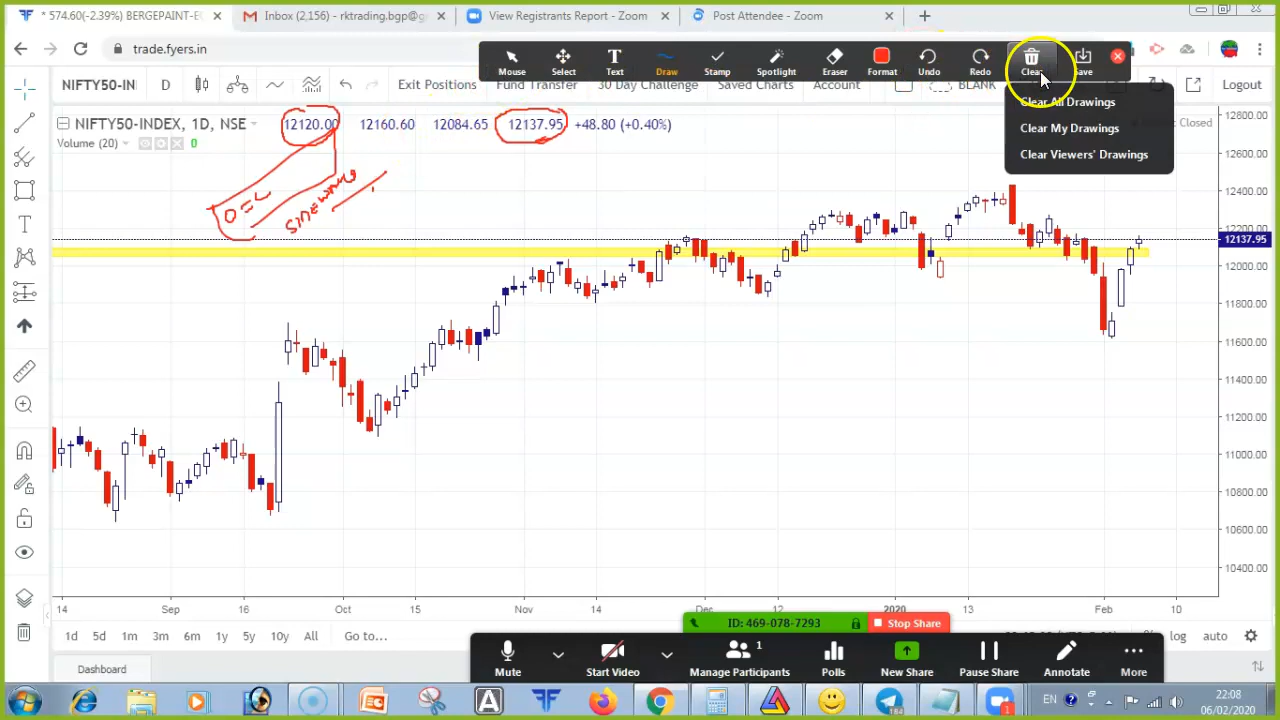 * 574.60(-2.39%) BERGEPAINT-E
Inbox (2,156) - rktrading.bgp@g
View Registrants Report - Zoom
Post Attendee - Zoom
trade.fyers.in
Mouse
Select
Text
Draw
Stamp
Spotlight
Eraser
Format
Undo
Redo
Clear
Save
NIFTY50-IN
D
Exit Positions
Fund Transfer
30 Day Challenge
Saved Charts
Account
BLANK
Logout
Clear All Drawings
Clear My Drawings
Clear Viewers' Drawings
NIFTY50-INDEX, 1D, NSE
12120.00
12160.60
12084.65
12137.95
+48.80 (+0.40%)
Closed
Volume (20)
0
O=L
SIDEWAYS
12800.00
12600.00
12400.00
12200.00
12137.95
12000.00
11800.00
11600.00
11400.00
11200.00
11000.00
10800.00
10600.00
10400.00
14
Sep
16
Oct
15
Nov
14
Dec
12
2020
13
Feb
10
1d
5d
1m
3m
6m
1y
5y
10y
All
Go to...
log
auto
ID: 469-078-7293
Stop Share
Mute
Start Video
Manage Participants
1
Polls
New Share
Pause Share
Annotate
More
Dashboard
EN
22:08
06/02/2020